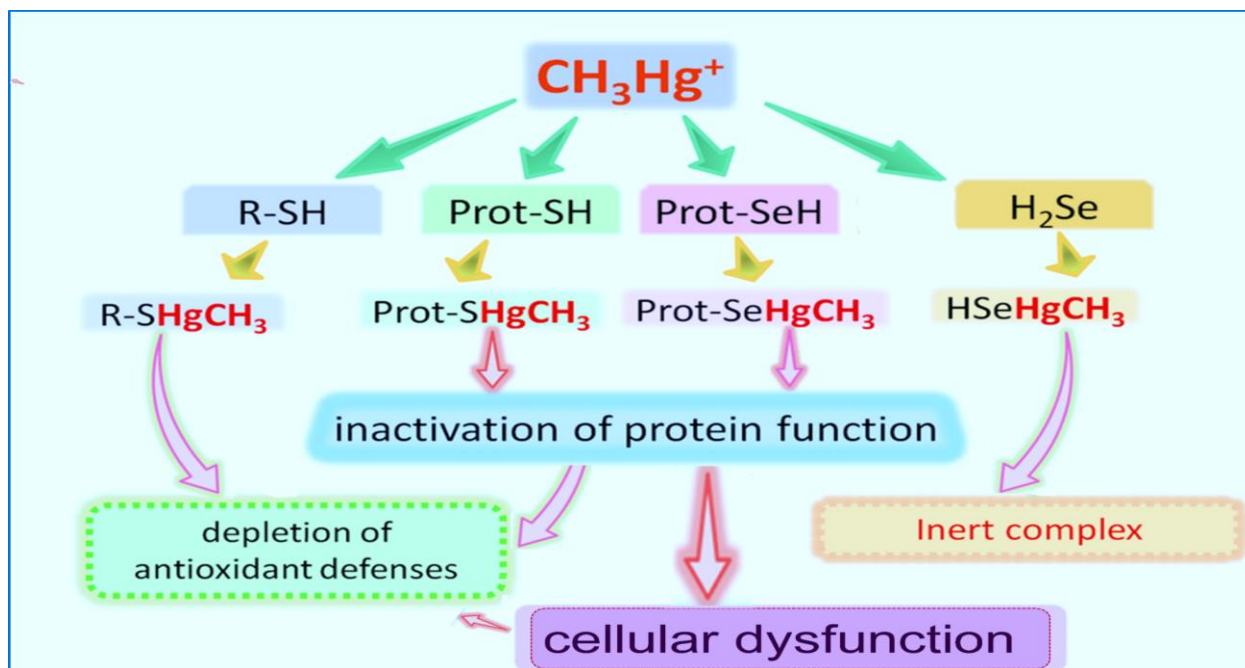 CH₃Hg⁺
R-SH
Prot-SH
Prot-SeH
H₂Se
R-SHgCH₃
Prot-SHgCH₃
Prot-SeHgCH₃
HSeHgCH₃
inactivation of protein function
depletion of
antioxidant defenses
Inert complex
cellular dysfunction